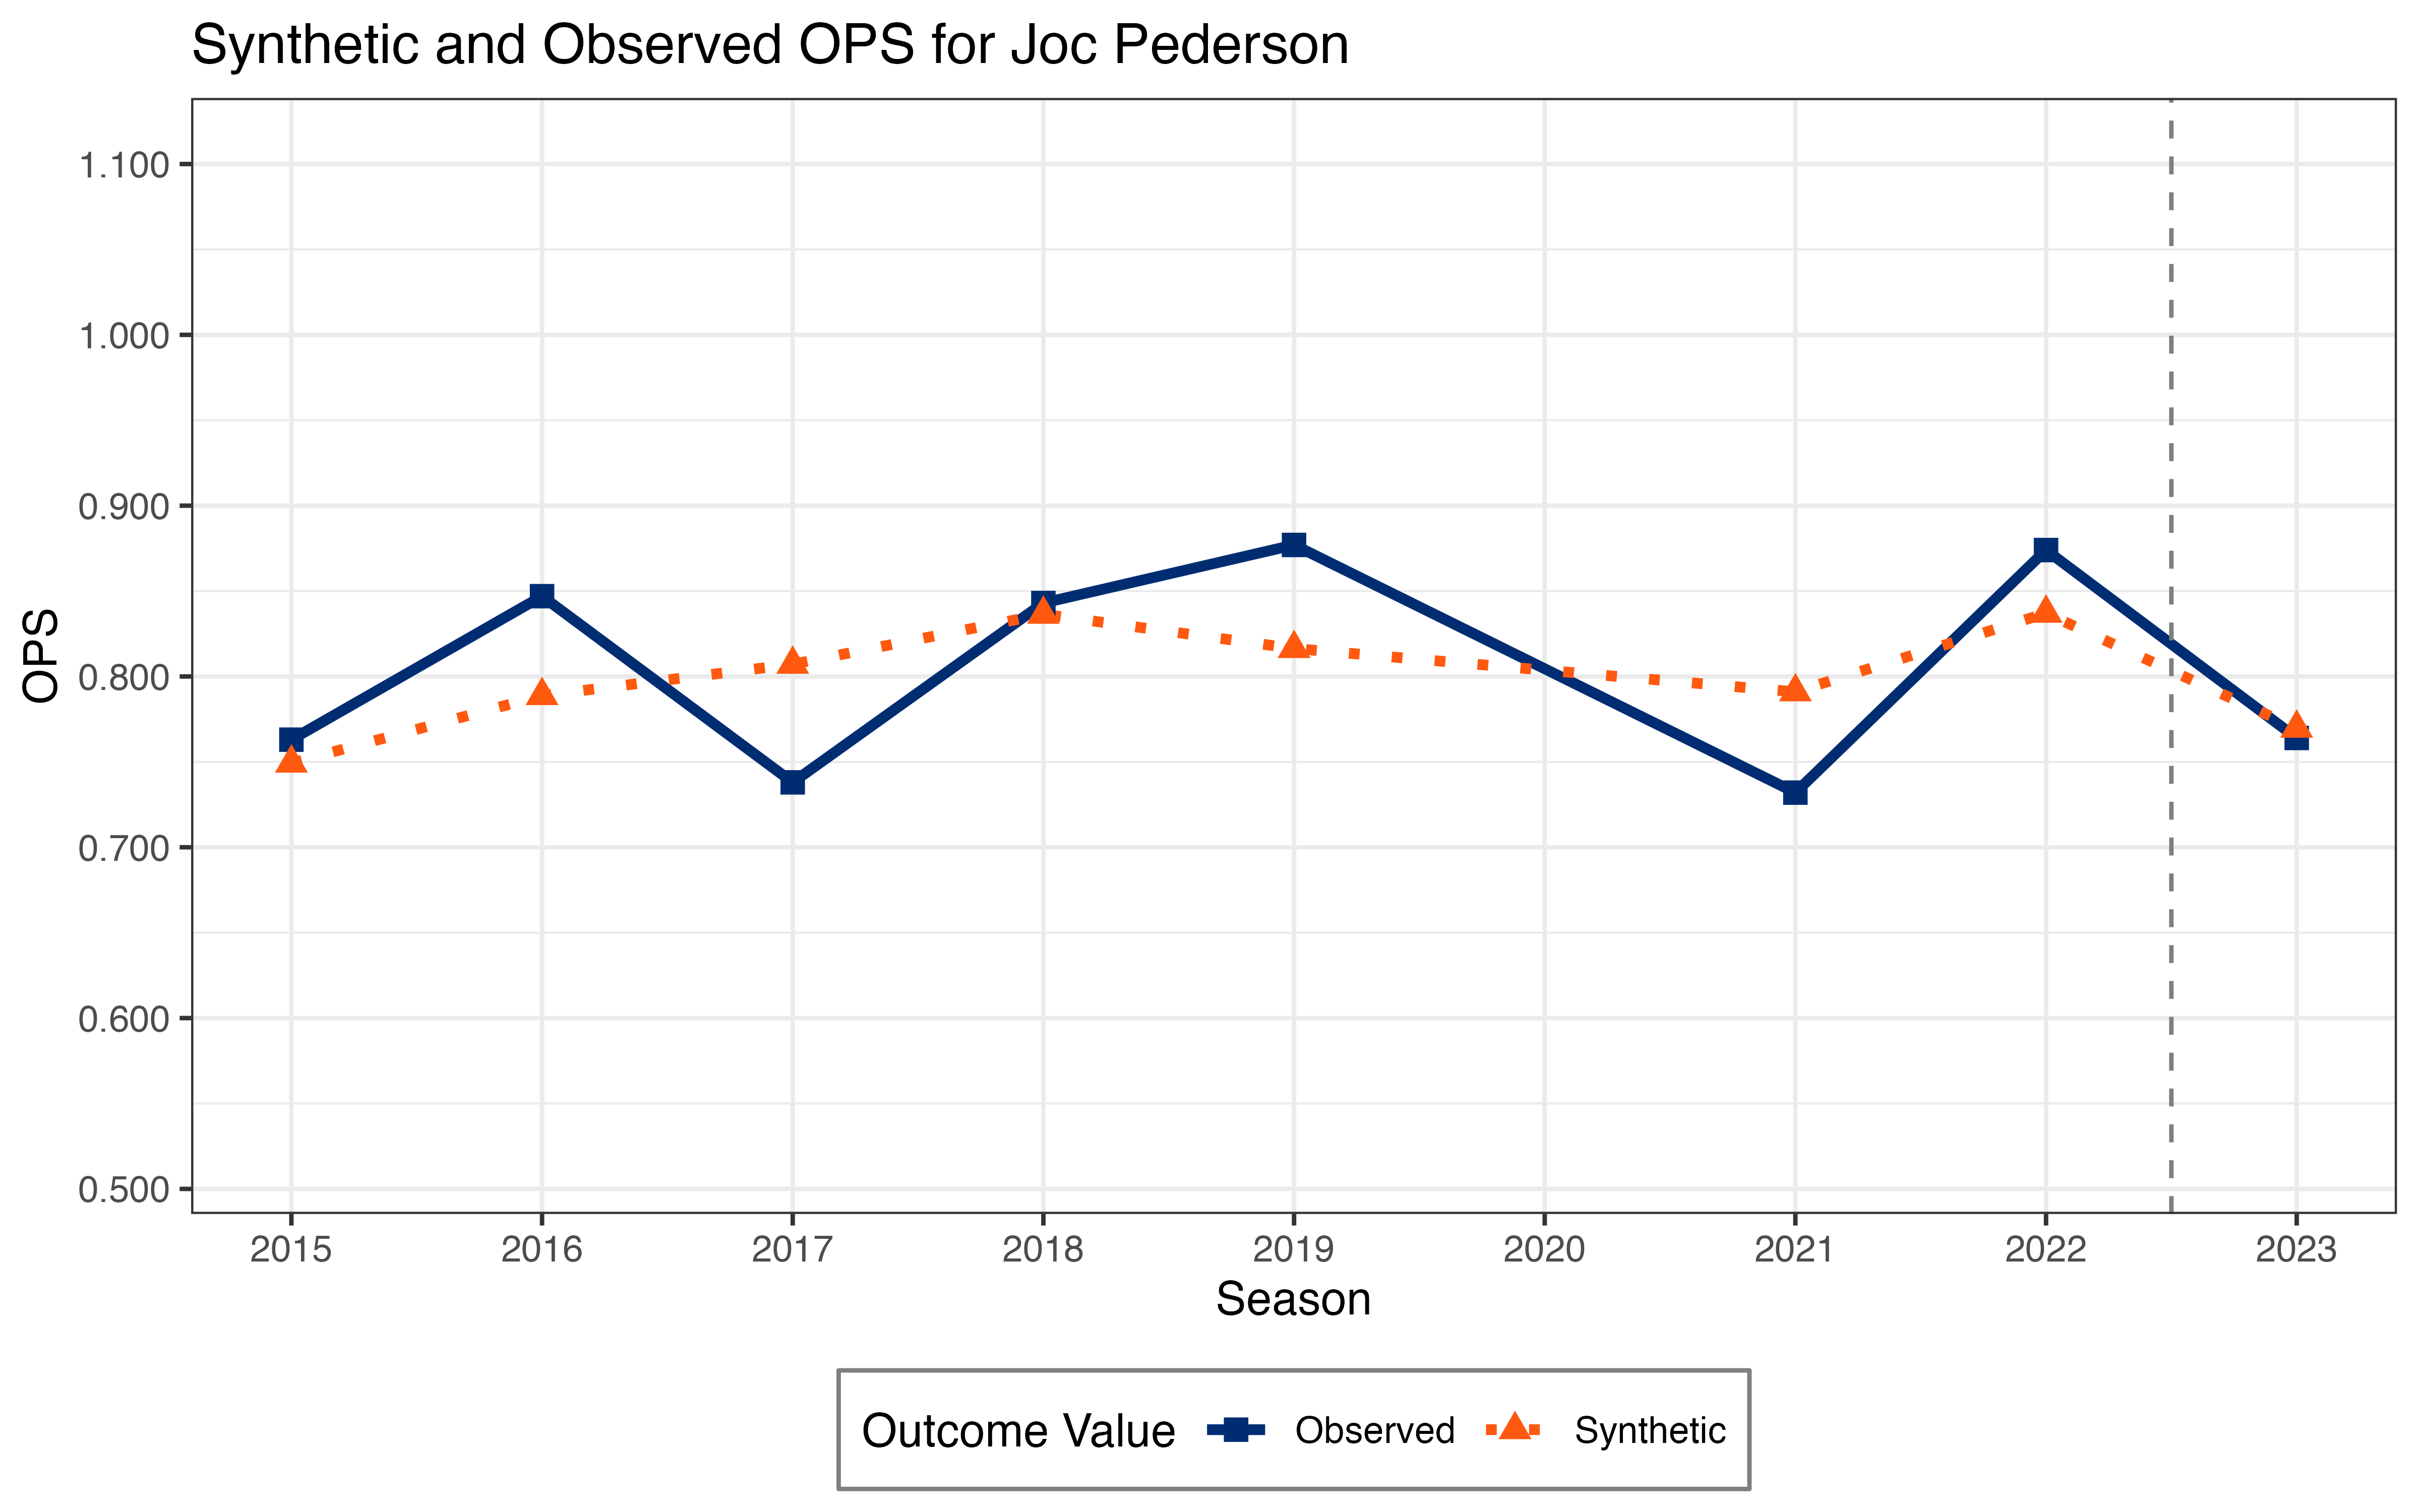 Synthetic and Observed OPS for Joc Pederson
1.100
1.000
0.900
0.800
0.700
0.600
0.500
OPS
2015 2016 2017 2018 2019 2020 2021 2022 2023
Season
Outcome Value Observed Synthetic